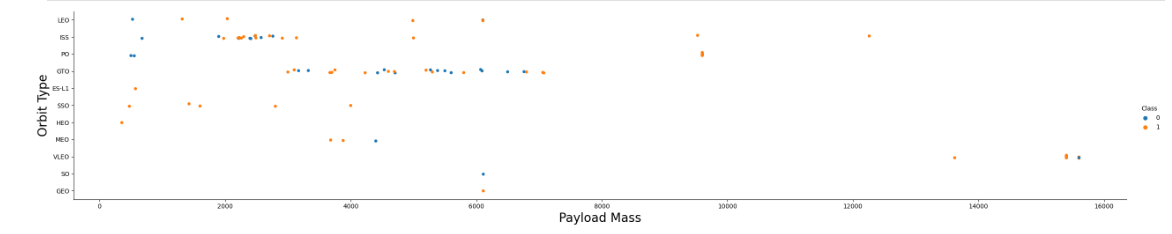 LEO
ISS
PO
GTO
ES-L1
SSO
HEO
MEO
VLEO
SO
GEO
Orbit Type
0 2000 4000 6000 8000 10000 12000 14000 16000
Payload Mass
Class
0
1